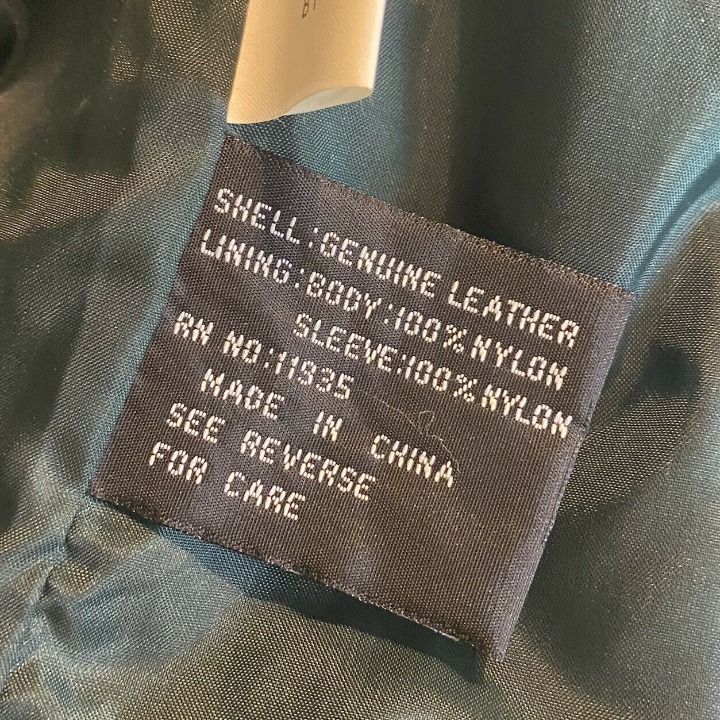 SHELL:GENUINE LEATHER
LINING:BODY:100% NYLON
SLEEVE:100% NYLON
RN NO:11935
MADE IN CHINA
SEE REVERSE
FOR CARE